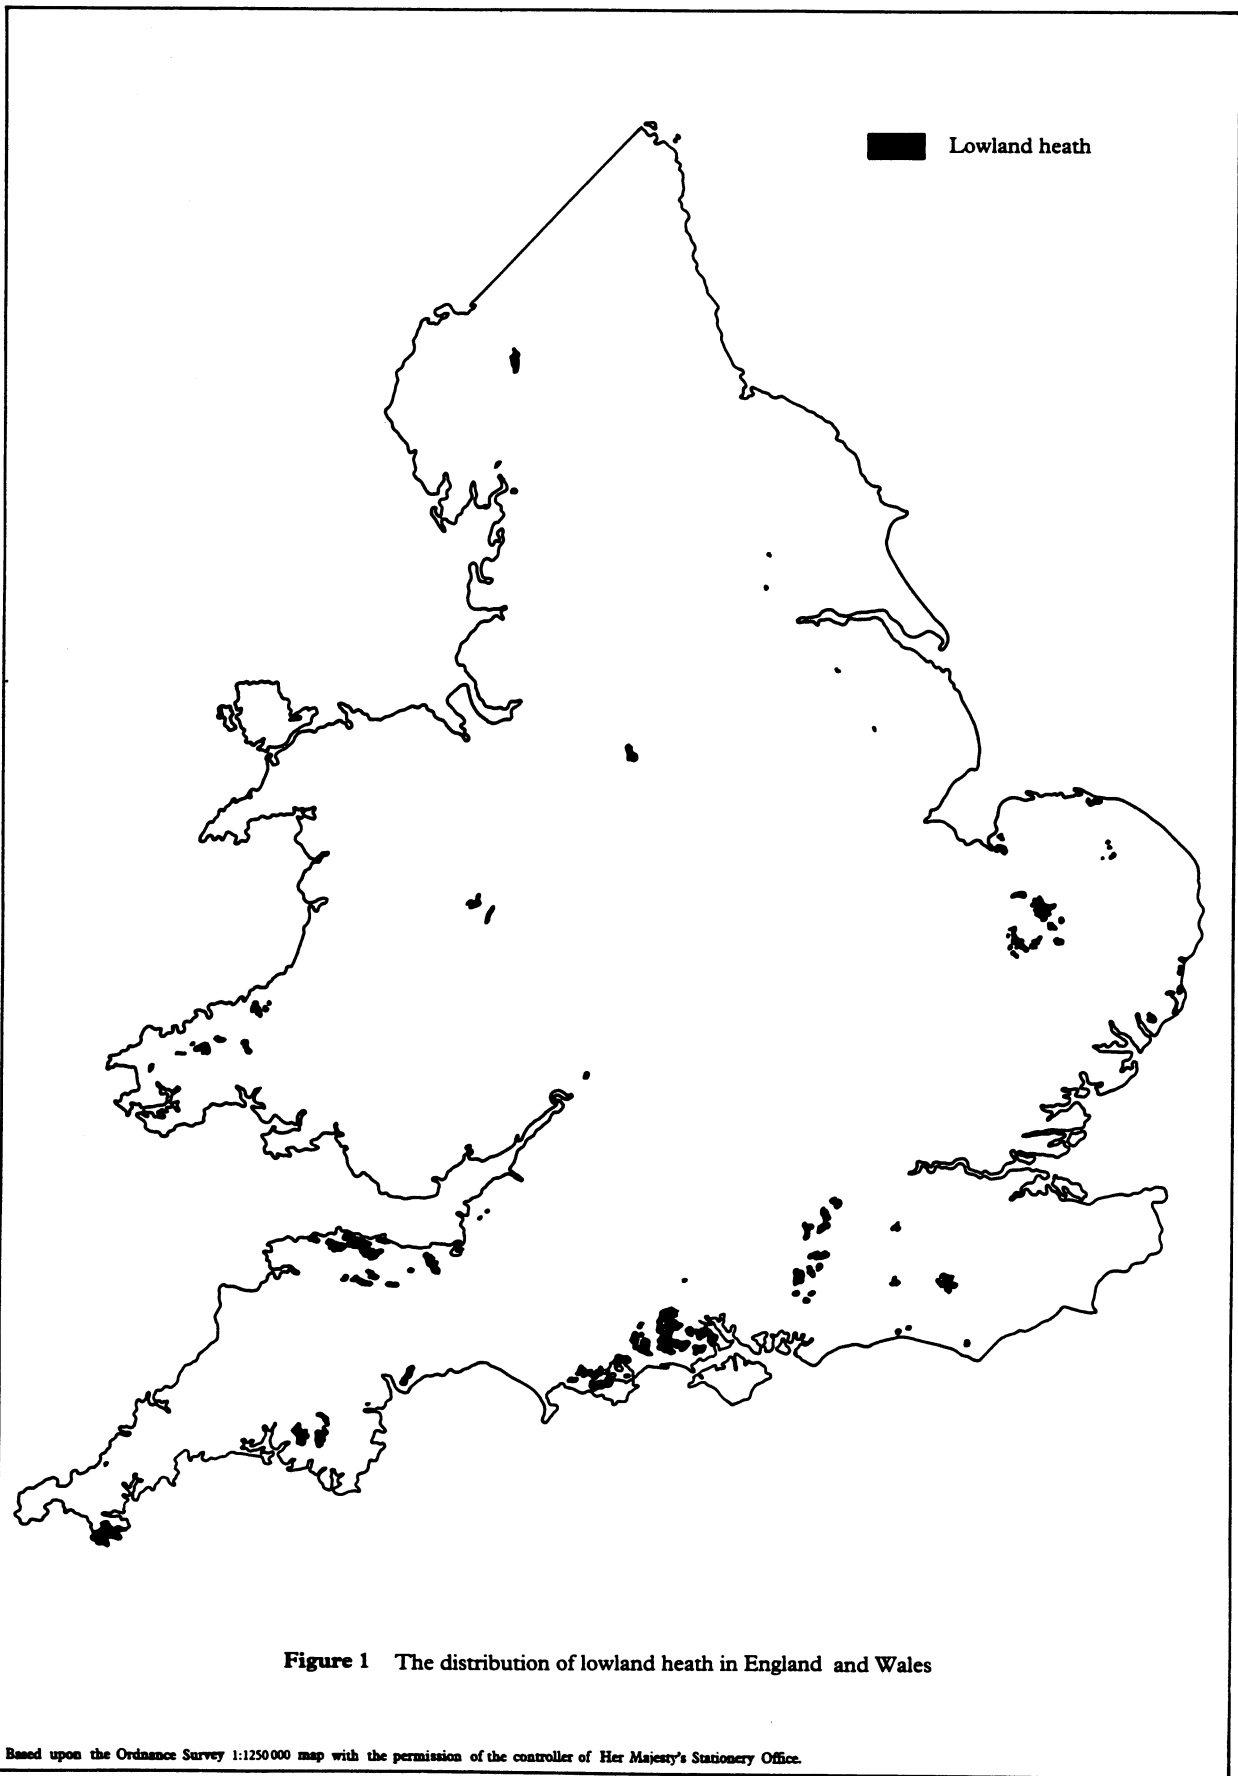 Lowland heath
Figure 1 The distribution of lowland heath in England and Wales
Based upon the Ordnance Survey 1:1250000 map with the permission of the controller of Her Majesty's Stationery Office.